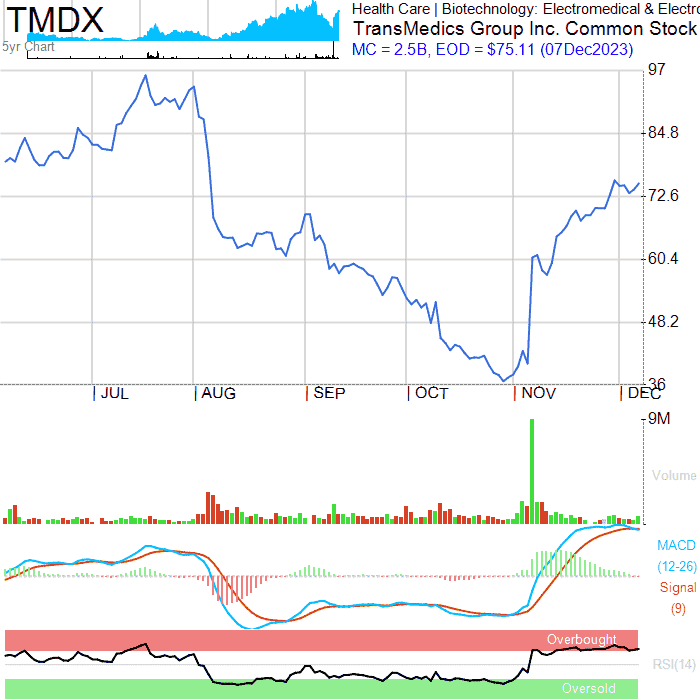 TMDX
5yr Chart
Health Care | Biotechnology: Electromedical & Electro
TransMedics Group Inc. Common Stock
MC = 2.5B, EOD = $75.11 (07Dec2023)
97
84.8
72.6
60.4
48.2
36
JUL AUG SEP OCT NOV DEC
9M
Volume
MACD
(12-26)
Signal
(9)
Overbought
RSI(14)
Oversold